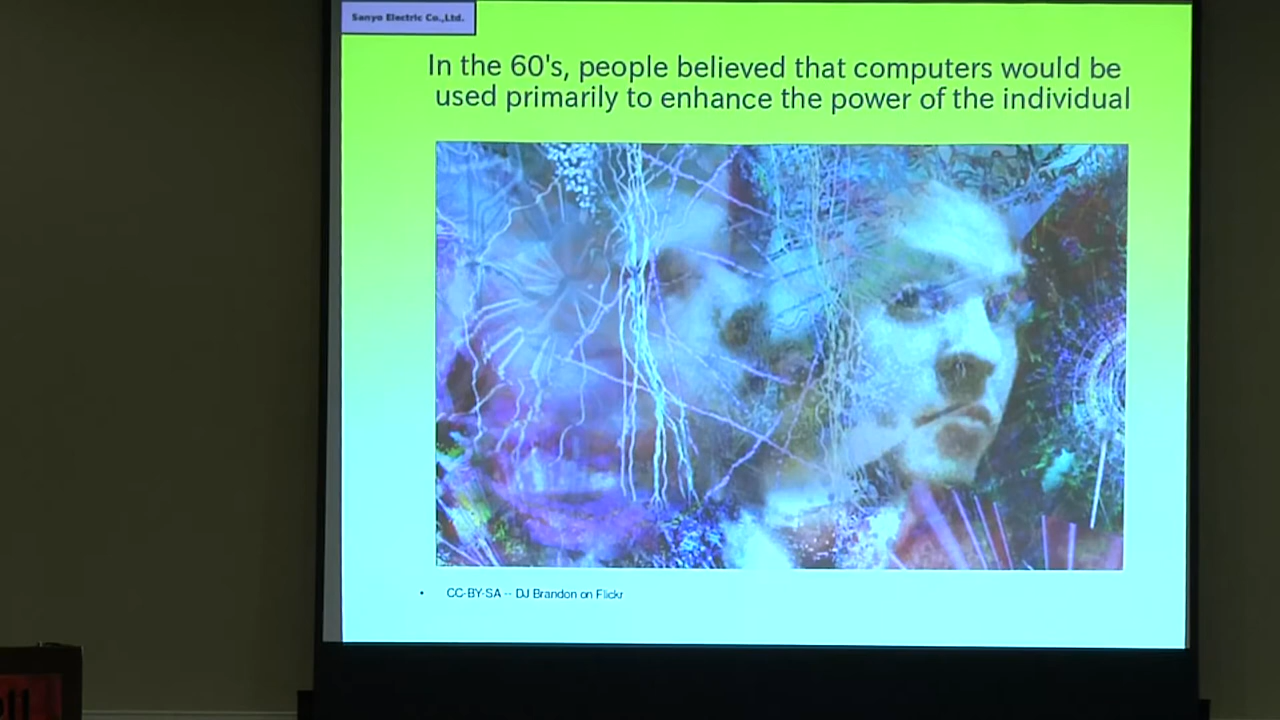 Sanyo Electric Co.,Ltd.
In the 60's, people believed that computers would be
used primarily to enhance the power of the individual
• CC-BY-SA -- DJ Brandon on Flickr